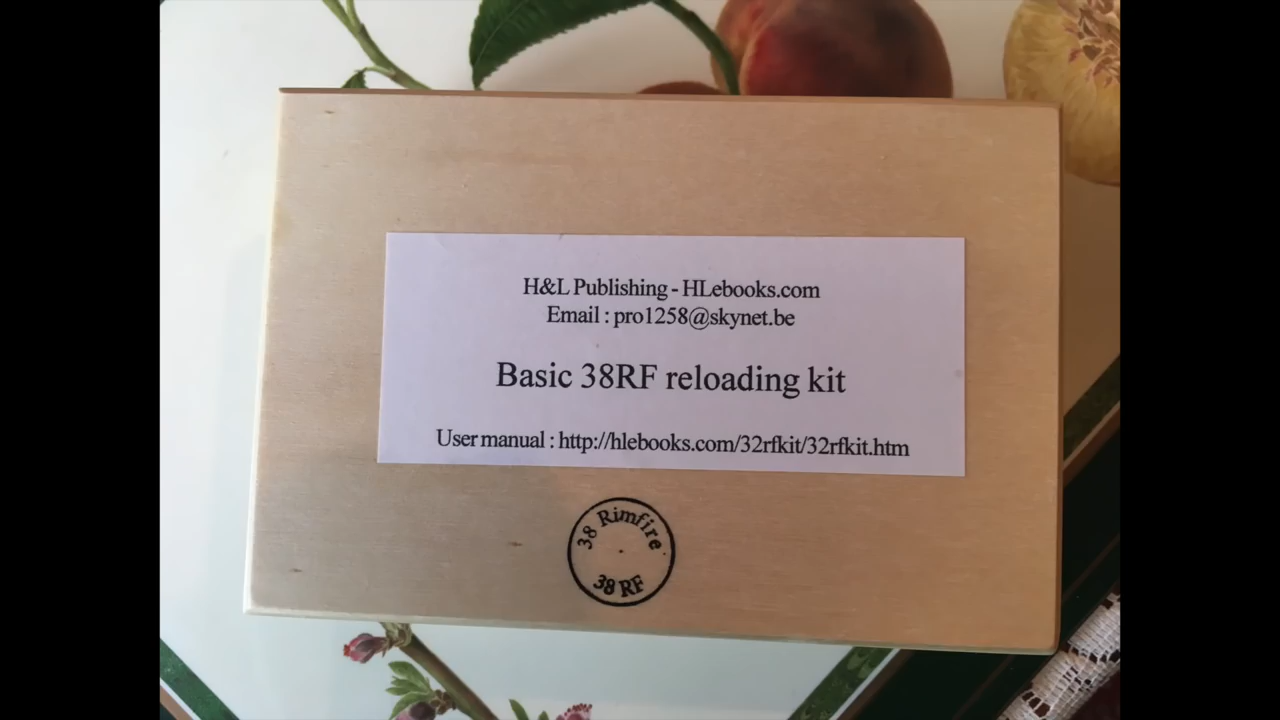 H&L Publishing - HLebooks.com
Email : pro1258@skynet.be
Basic 38RF reloading kit
User manual : http://hlebooks.com/32rfkit/32rfkit.htm
38 Rimfire
38 RF